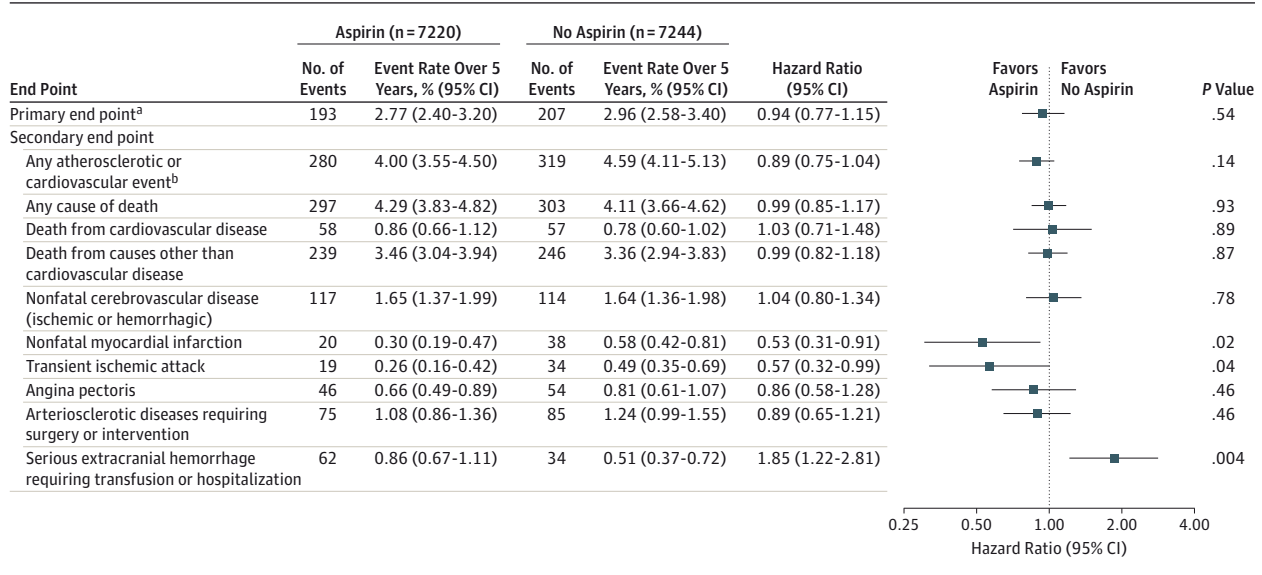 Aspirin (n = 7220) No Aspirin (n = 7244)
End Point No. of Events Event Rate Over 5 Years, % (95% CI) No. of Events Event Rate Over 5 Years, % (95% CI) Hazard Ratio (95% CI) Favors Aspirin Favors No Aspirin P Value
Primary end pointa 193 2.77 (2.40-3.20) 207 2.96 (2.58-3.40) 0.94 (0.77-1.15) .54
Secondary end point
Any atherosclerotic or 280 4.00 (3.55-4.50) 319 4.59 (4.11-5.13) 0.89 (0.75-1.04) .14
cardiovascular eventb
Any cause of death 297 4.29 (3.83-4.82) 303 4.11 (3.66-4.62) 0.99 (0.85-1.17) .93
Death from cardiovascular disease 58 0.86 (0.66-1.12) 57 0.78 (0.60-1.02) 1.03 (0.71-1.48) .89
Death from causes other than 239 3.46 (3.04-3.94) 246 3.36 (2.94-3.83) 0.99 (0.82-1.18) .87
cardiovascular disease
Nonfatal cerebrovascular disease 117 1.65 (1.37-1.99) 114 1.64 (1.36-1.98) 1.04 (0.80-1.34) .78
(ischemic or hemorrhagic)
Nonfatal myocardial infarction 20 0.30 (0.19-0.47) 38 0.58 (0.42-0.81) 0.53 (0.31-0.91) .02
Transient ischemic attack 19 0.26 (0.16-0.42) 34 0.49 (0.35-0.69) 0.57 (0.32-0.99) .04
Angina pectoris 46 0.66 (0.49-0.89) 54 0.81 (0.61-1.07) 0.86 (0.58-1.28) .46
Arteriosclerotic diseases requiring 75 1.08 (0.86-1.36) 85 1.24 (0.99-1.55) 0.89 (0.65-1.21) .46
surgery or intervention
Serious extracranial hemorrhage 62 0.86 (0.67-1.11) 34 0.51 (0.37-0.72) 1.85 (1.22-2.81) .004
requiring transfusion or hospitalization
0.25 0.50 1.00 2.00 4.00
Hazard Ratio (95% CI)